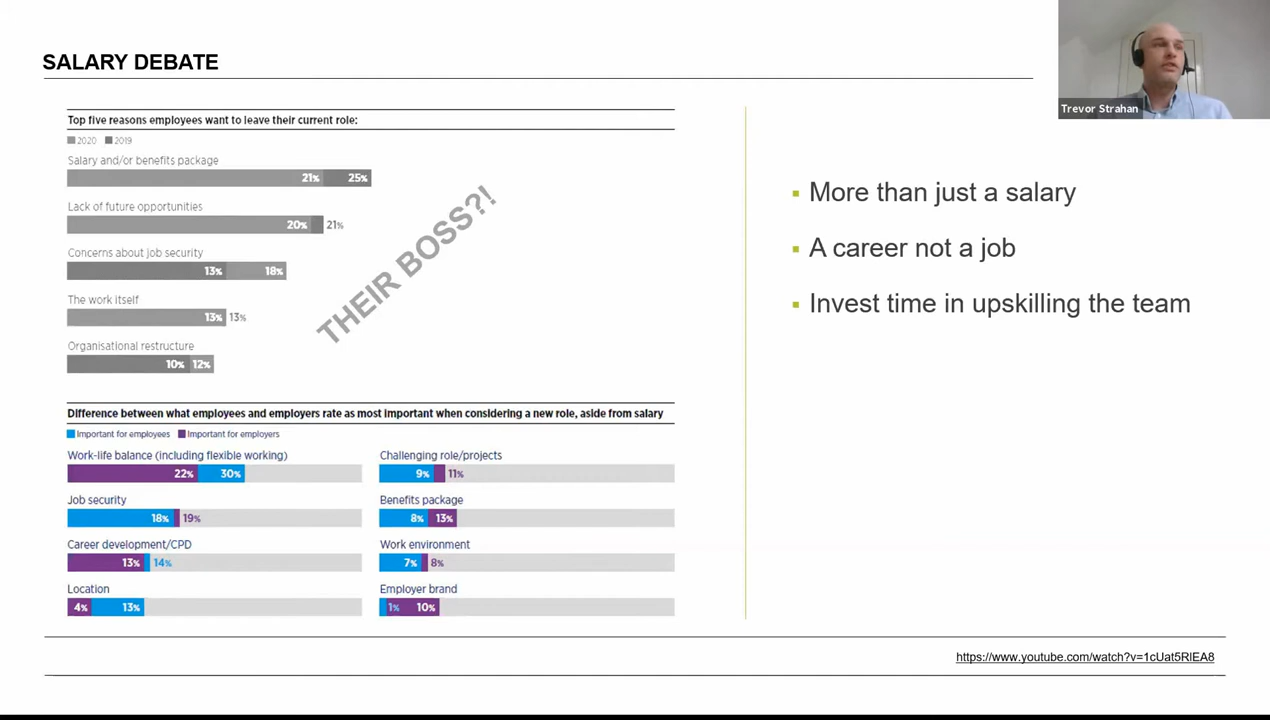 SALARY DEBATE
Trevor Strahan
Top five reasons employees want to leave their current role:
2020 2019
Salary and/or benefits package
21% 25%
Lack of future opportunities
20% 21%
Concerns about job security
13% 18%
The work itself
13% 13%
Organisational restructure
10% 12%
THEIR BOSS?!
Difference between what employees and employers rate as most important when considering a new role, aside from salary
Important for employees Important for employers
Work-life balance (including flexible working)
22% 30%
Job security
18% 19%
Career development/CPD
13% 14%
Location
4% 13%
Challenging role/projects
9% 11%
Benefits package
8% 13%
Work environment
7% 8%
Employer brand
1% 10%
More than just a salary
A career not a job
Invest time in upskilling the team
https://www.youtube.com/watch?v=1cUat5RlEA8